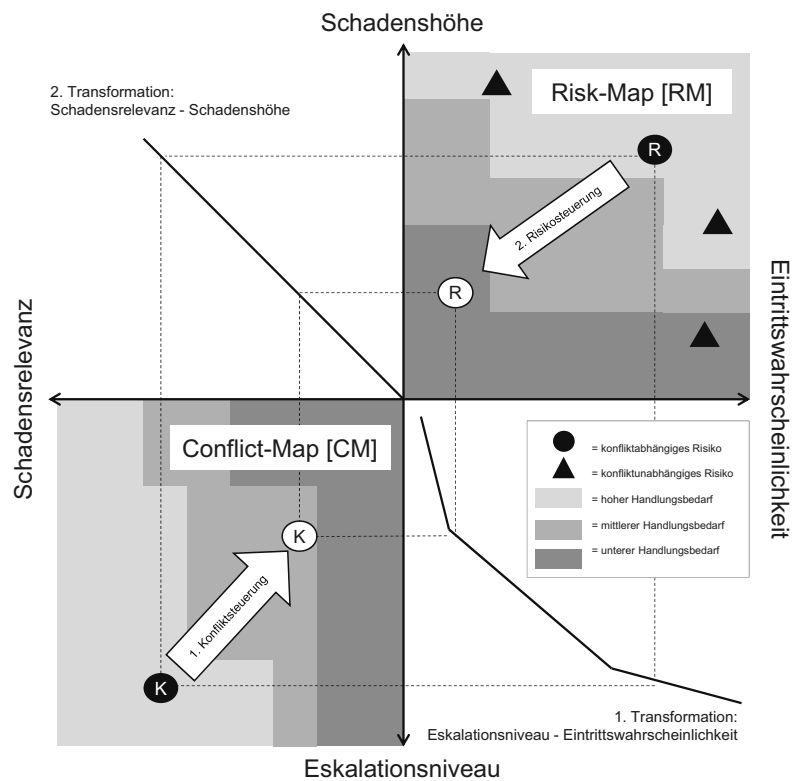 Schadenshöhe
2. Transformation:
Schadensrelevanz - Schadenshöhe
Risk-Map [RM]
R
2. Risikosteuerung
R
Schadensrelevanz
Eintrittswahrscheinlichkeit
Conflict-Map [CM]
= konfliktabhängiges Risiko
= konfliktunabhängiges Risiko
= hoher Handlungsbedarf
= mittlerer Handlungsbedarf
= unterer Handlungsbedarf
K
1. Konfliktsteuerung
K
1. Transformation:
Eskalationsniveau - Eintrittswahrscheinlichkeit
Eskalationsniveau